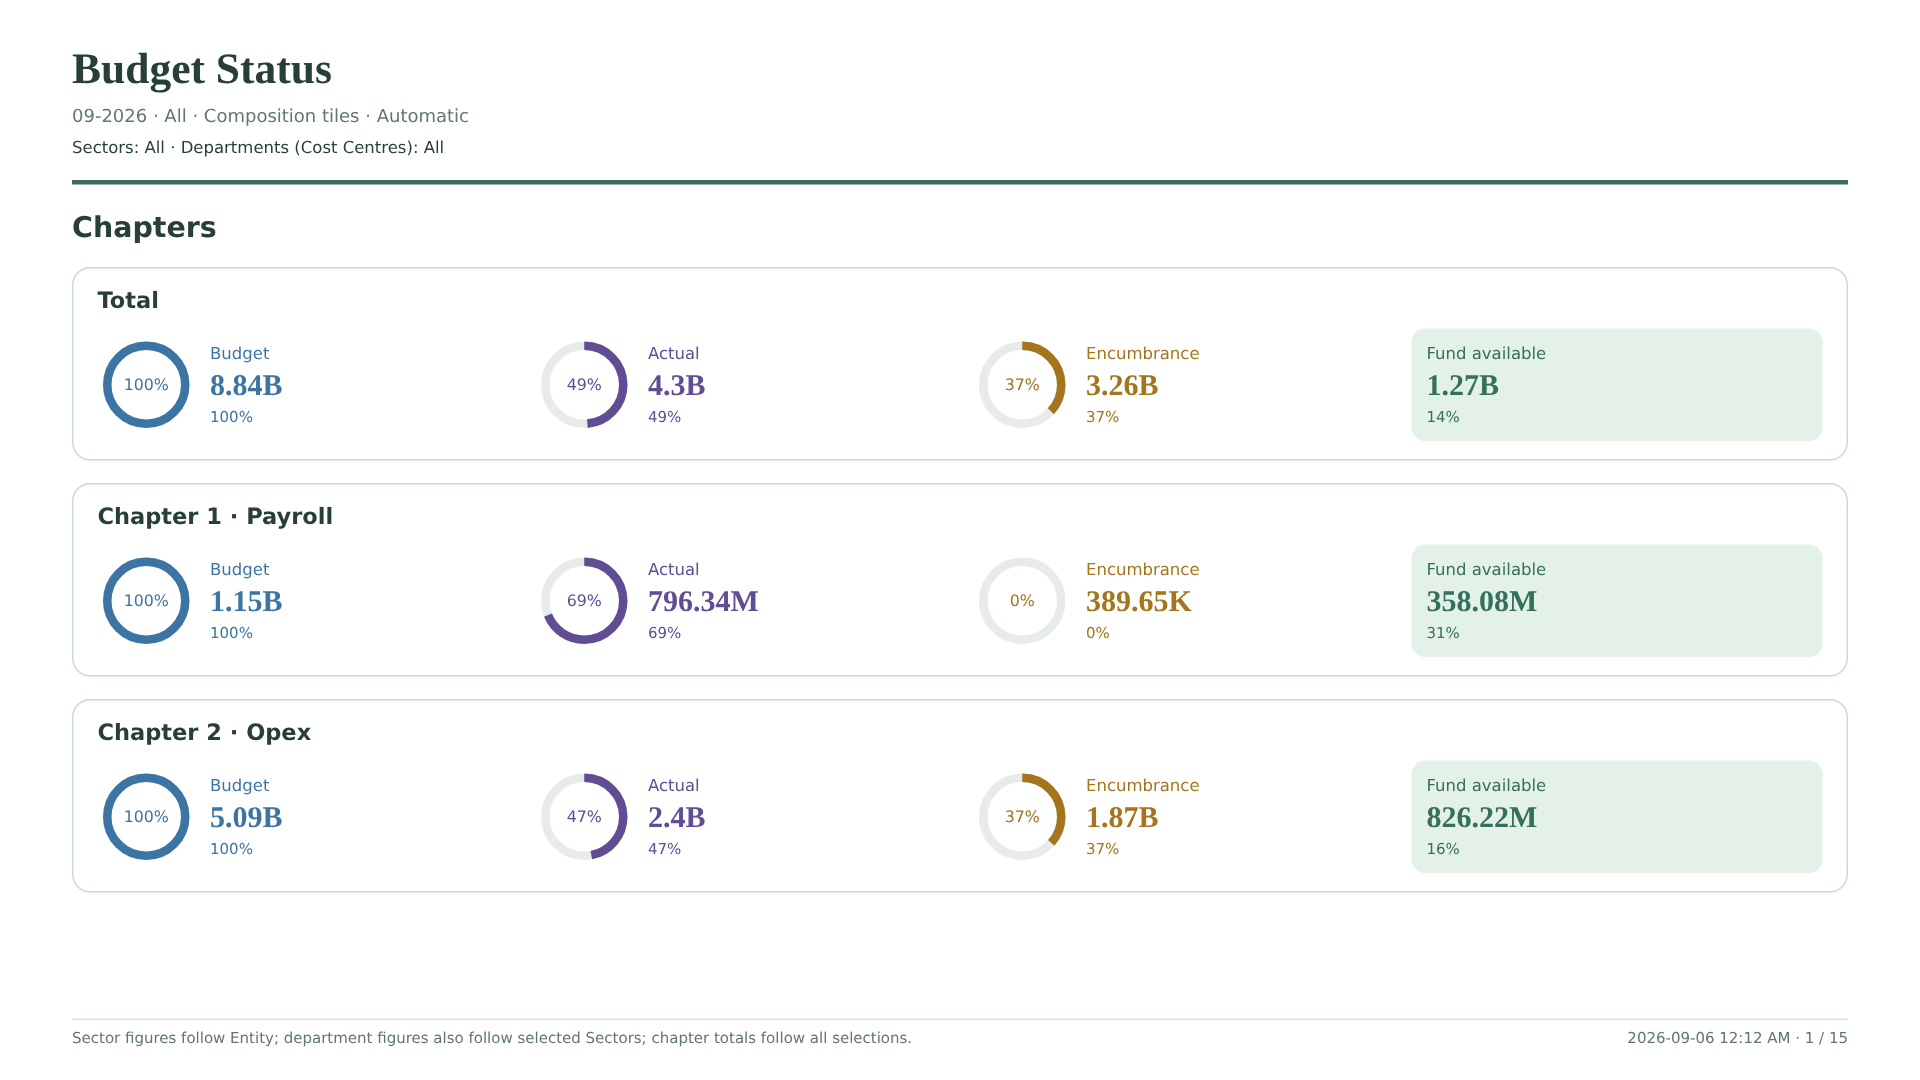 Budget Status
09-2026 · All · Composition tiles · Automatic
Sectors: All · Departments (Cost Centres): All
Chapters
Total
100%
Budget
8.84B
100%
49%
Actual
4.3B
49%
37%
Encumbrance
3.26B
37%
Fund available
1.27B
14%
Chapter 1 · Payroll
100%
Budget
1.15B
100%
69%
Actual
796.34M
69%
0%
Encumbrance
389.65K
0%
Fund available
358.08M
31%
Chapter 2 · Opex
100%
Budget
5.09B
100%
47%
Actual
2.4B
47%
37%
Encumbrance
1.87B
37%
Fund available
826.22M
16%
Sector figures follow Entity; department figures also follow selected Sectors; chapter totals follow all selections.
2026-09-06 12:12 AM · 1 / 15